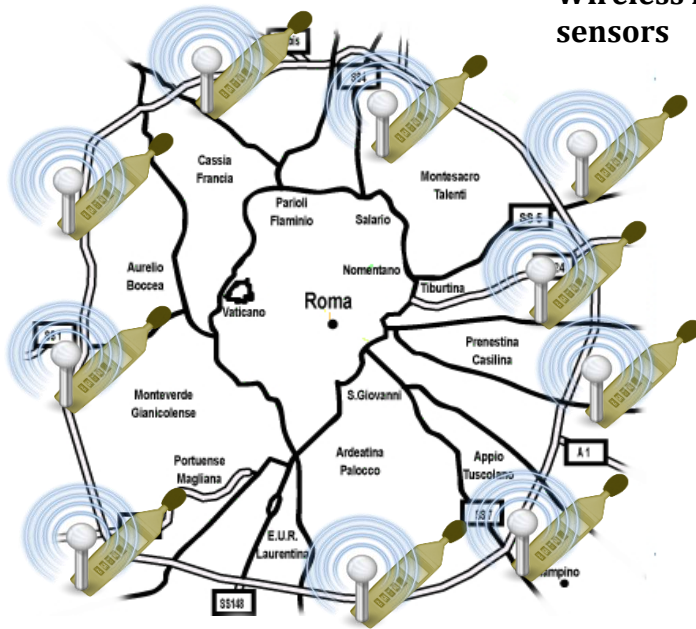 sensors
SS4
Cassia
Francia
Montesacro
Talenti
Parioli
Flaminio
Salario
SS 5
Aurelio
Boccea
Nomentano
Tiburtina
Vaticano
Roma
Prenestina
Casilina
S.Giovanni
Monteverde
Gianicolense
Portuense
Magliana
Ardeatina
Palocco
Appio
Tuscolano
A 1
E.U.R.
Laurentina
SS148